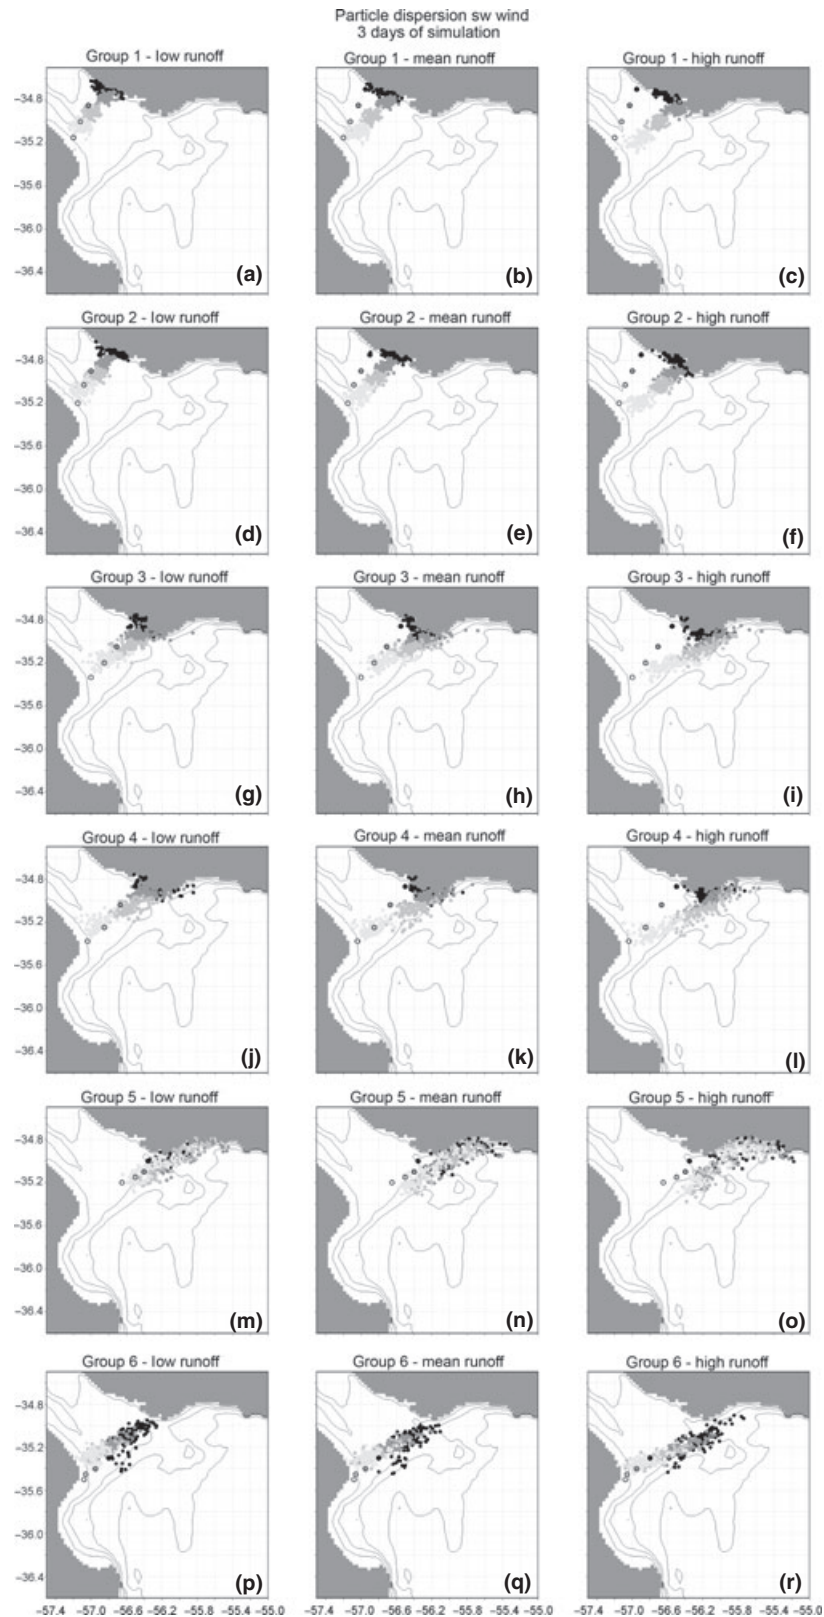 Particle dispersion sw wind
3 days of simulation
Group 1 - low runoff
Group 1 - mean runoff
Group 1 - high runoff
−34.8
−35.2
−35.6
−36.0
−36.4
(a)
(b)
(c)
Group 2 - low runoff
Group 2 - mean runoff
Group 2 - high runoff
−34.8
−35.2
−35.6
−36.0
−36.4
(d)
(e)
(f)
Group 3 - low runoff
Group 3 - mean runoff
Group 3 - high runoff
−34.8
−35.2
−35.6
−36.0
−36.4
(g)
(h)
(i)
Group 4 - low runoff
Group 4 - mean runoff
Group 4 - high runoff
−34.8
−35.2
−35.6
−36.0
−36.4
(j)
(k)
(l)
Group 5 - low runoff
Group 5 - mean runoff
Group 5 - high runoff
−34.8
−35.2
−35.6
−36.0
−36.4
(m)
(n)
(o)
Group 6 - low runoff
Group 6 - mean runoff
Group 6 - high runoff
−34.8
−35.2
−35.6
−36.0
−36.4
(p)
(q)
(r)
−57.4 −57.0 −56.6 −56.2 −55.8 −55.4 −55.0
−57.4 −57.0 −56.6 −56.2 −55.8 −55.4 −55.0
−57.4 −57.0 −56.6 −56.2 −55.8 −55.4 −55.0